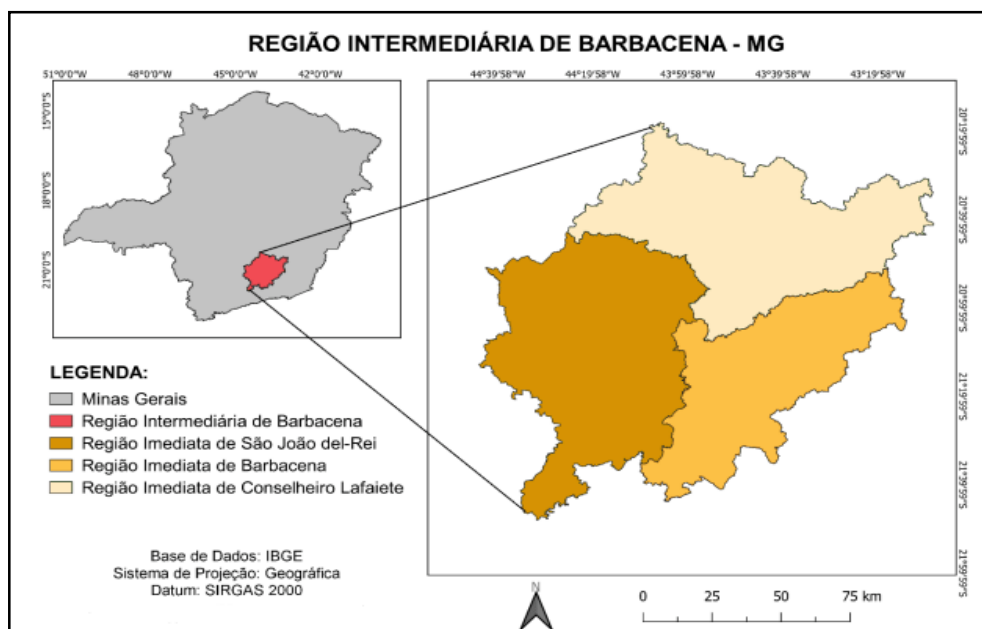 REGIÃO INTERMEDIÁRIA DE BARBACENA - MG
51°0'0"W 48°0'0"W 45°0'0"W 42°0'0"W
15°0'0"S
18°0'0"S
21°0'0"S
44°39'58"W 44°19'58"W 43°59'58"W 43°39'58"W 43°19'58"W
20°19'59"S
20°39'59"S
20°59'59"S
21°19'59"S
21°39'59"S
21°59'59"S
LEGENDA:
Minas Gerais
Região Intermediária de Barbacena
Região Imediata de São João del-Rei
Região Imediata de Barbacena
Região Imediata de Conselheiro Lafaiete
Base de Dados: IBGE
Sistema de Projeção: Geográfica
Datum: SIRGAS 2000
N
0 25 50 75 km